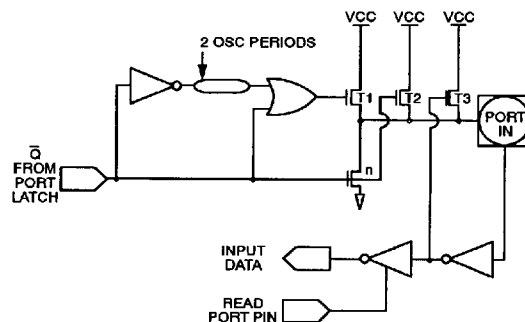 VCC VCC VCC
2 OSC PERIODS
T1 T2 T3
PORT
IN
Q
FROM
PORT
LATCH
n
INPUT
DATA
READ
PORT PIN